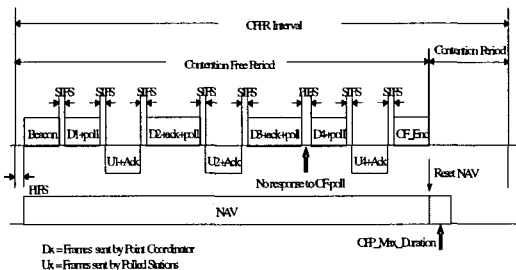 CFPR Interval
Contention Period
Contention Free Period
SIFS SIFS SIFS SIFS SIFS PIFS SIFS SIFS
Beacon D1+poll D2+ack+poll D3+ack+poll D4+poll CF_End
U1+Ack U2+Ack U4+Ack
No response to CF-poll
Reset NAV
PIFS
NAV
CFP_Max_Duration
Dx = Frames sent by Point Coordinator
Ux = Frames sent by Polled Stations